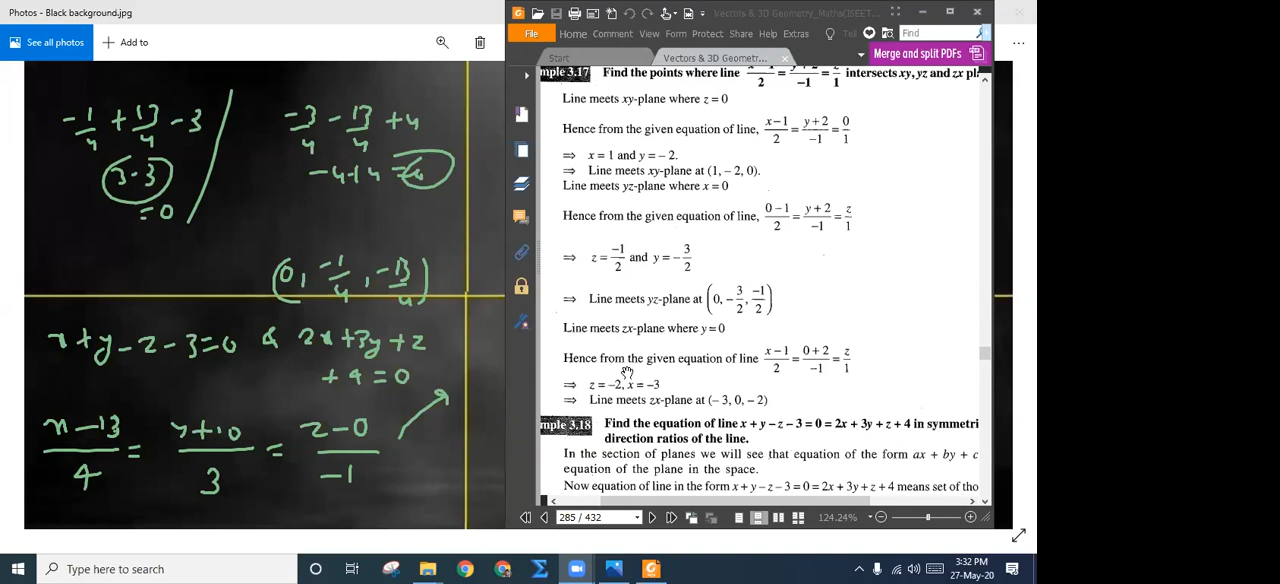 Photos - Black background.jpg
See all photos
Add to
-1/4 + 13/4 - 3
3-3
= 0
-3/4 - 13/4 + 4
-4+4 =
(0, -1/4, -13/4)
x+y-z-3=0 & 2x+3y+z
+4=0
x-13/4 = y+10/3 = z-0/-1
Vectors & 3D Geometry_Maths(JSEET...
File Home Comment View Form Protect Share Help Extras Find
Start Vectors & 3D Geometry_Maths... Merge and split PDFs
mple 3.17 Find the points where line x-1/2 = y+2/-1 = z/1 intersects xy, yz and zx pl
Line meets xy-plane where z = 0
Hence from the given equation of line, x-1/2 = y+2/-1 = 0/1
⇒ x = 1 and y = – 2.
⇒ Line meets xy-plane at (1, – 2, 0).
Line meets yz-plane where x = 0
Hence from the given equation of line, 0-1/2 = y+2/-1 = z/1
⇒ z = -1/2 and y = - 3/2
⇒ Line meets yz-plane at (0, -3/2, -1/2)
Line meets zx-plane where y = 0
Hence from the given equation of line x-1/2 = 0+2/-1 = z/1
⇒ z = –2, x = –3
⇒ Line meets zx-plane at (– 3, 0, – 2)
mple 3.18 Find the equation of line x + y – z – 3 = 0 = 2x + 3y + z + 4 in symmetri
direction ratios of the line.
In the section of planes we will see that equation of the form ax + by + c
equation of the plane in the space.
Now equation of line in the form x + y – z – 3 = 0 = 2x + 3y + z + 4 means set of tho
285 / 432
124.24%
Type here to search
3:32 PM
27-May-20